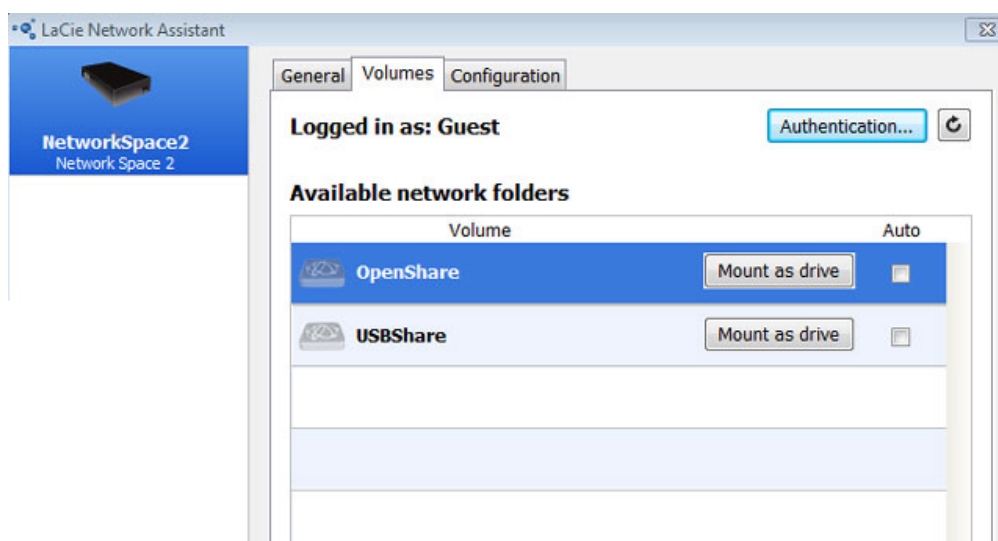 LaCie Network Assistant
NetworkSpace2
Network Space 2
General Volumes Configuration
Logged in as: Guest Authentication...
Available network folders
Volume Auto
OpenShare Mount as drive
USBShare Mount as drive